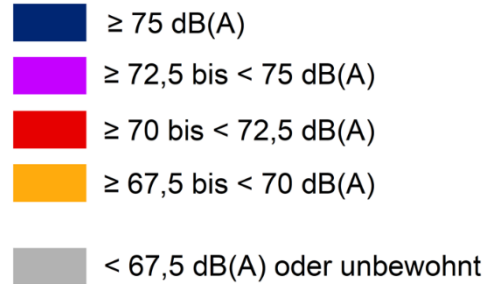 ≥ 75 dB(A)
≥ 72,5 bis < 75 dB(A)
≥ 70 bis < 72,5 dB(A)
≥ 67,5 bis < 70 dB(A)
< 67,5 dB(A) oder unbewohnt